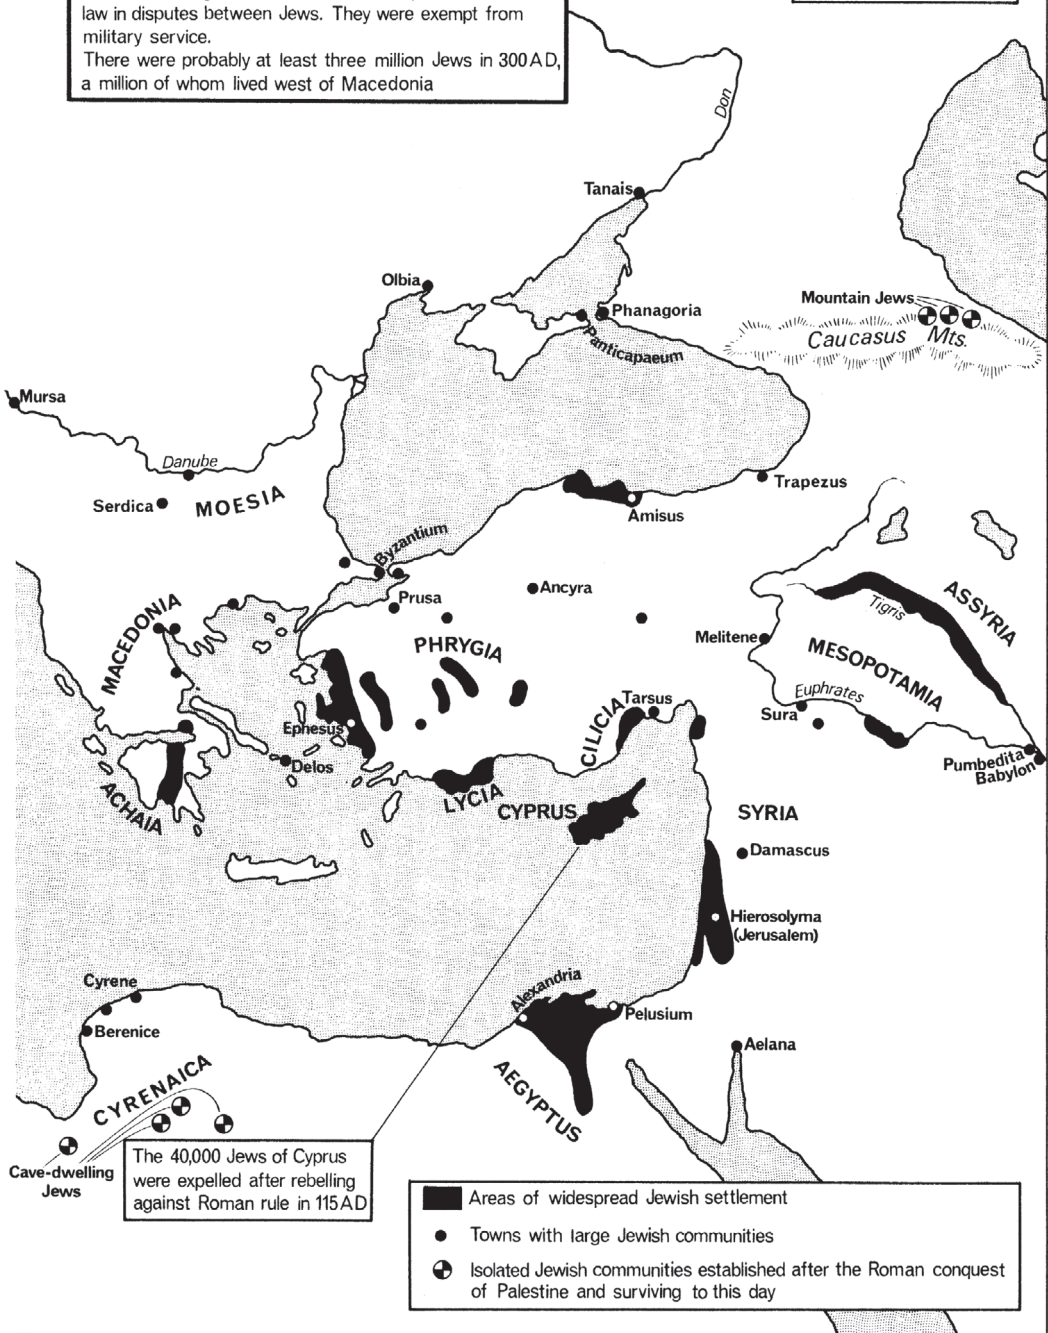 law in disputes between Jews. They were exempt from
military service.
There were probably at least three million Jews in 300AD,
a million of whom lived west of Macedonia
Don
Tanais
Olbia
Phanagoria
Panticapaeum
Mountain Jews
Caucasus Mts.
Mursa
Danube
Serdica
MOESIA
Trapezus
Amisus
Byzantium
Prusa
Ancyra
MACEDONIA
PHRYGIA
Melitene
Tigris
ASSYRIA
MESOPOTAMIA
Euphrates
Sura
Pumbedita
Babylon
Ephesus
Delos
Tarsus
CILICIA
ACHAIA
LYCIA
CYPRUS
SYRIA
Damascus
Hierosolyma
(Jerusalem)
Cyrene
Berenice
Alexandria
Pelusium
Aelana
CYRENAICA
AEGYPTUS
Cave-dwelling
Jews
The 40,000 Jews of Cyprus
were expelled after rebelling
against Roman rule in 115AD
Areas of widespread Jewish settlement
Towns with large Jewish communities
Isolated Jewish communities established after the Roman conquest
of Palestine and surviving to this day